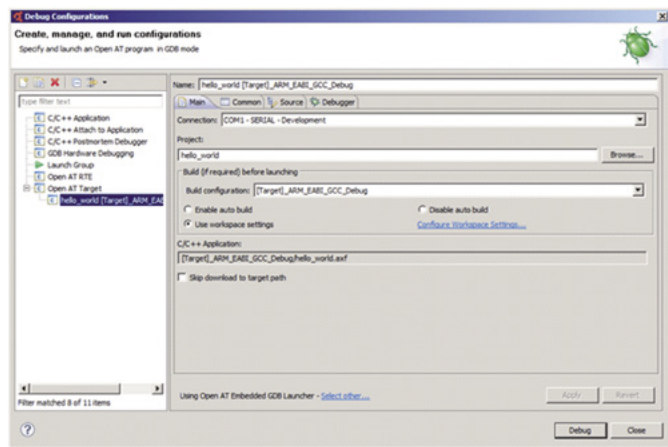 Debug Configurations
Create, manage, and run configurations
Specify and launch an Open AT program in GDB mode
type filter text
C/C++ Application
C/C++ Attach to Application
C/C++ Postmortem Debugger
GDB Hardware Debugging
Launch Group
Open AT RTE
Open AT Target
hello_world [Target]_ARM_EAB
Filter matched 8 of 11 items
Name: hello_world [Target]_ARM_EABI_GCC_Debug
Main Common Source Debugger
Connection: COM1 - SERIAL - Development
Project:
hello_world Browse...
Build (if required) before launching
Build configuration: [Target]_ARM_EABI_GCC_Debug
Enable auto build Disable auto build
Use workspace settings Configure Workspace Settings...
C/C++ Application:
[Target]_ARM_EABI_GCC_Debug/hello_world.axf
Skip download to target path
Using Open AT Embedded GDB Launcher - Select other...
Apply Revert
? Debug Close